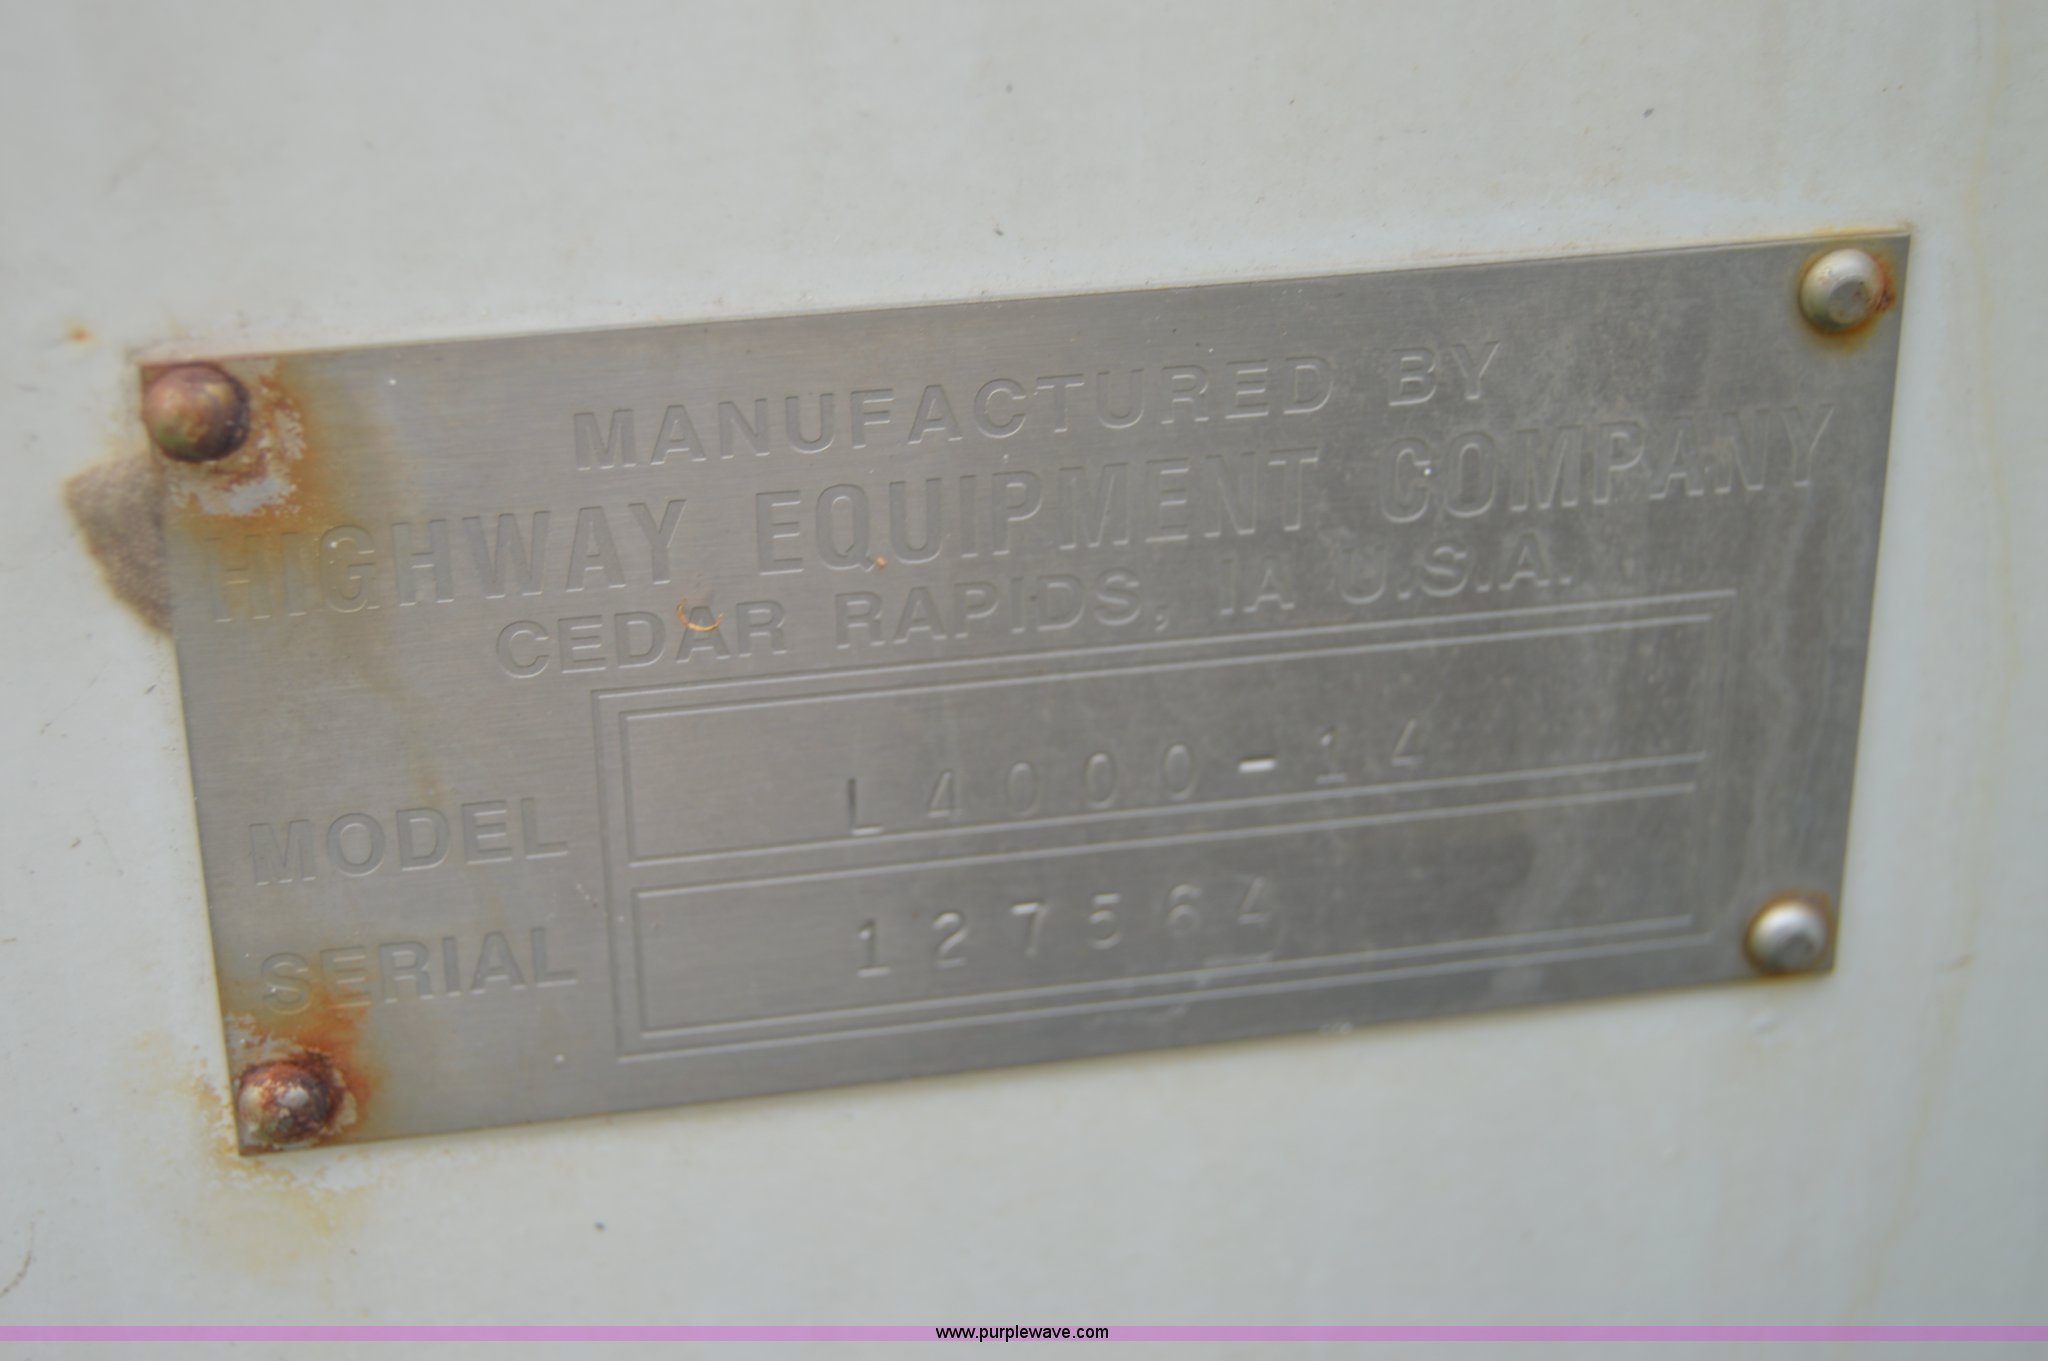 MANUFACTURED BY
HIGHWAY EQUIPMENT COMPANY
CEDAR RAPIDS, IA U.S.A.
MODEL L4000-14
SERIAL 127564
www.purplewave.com